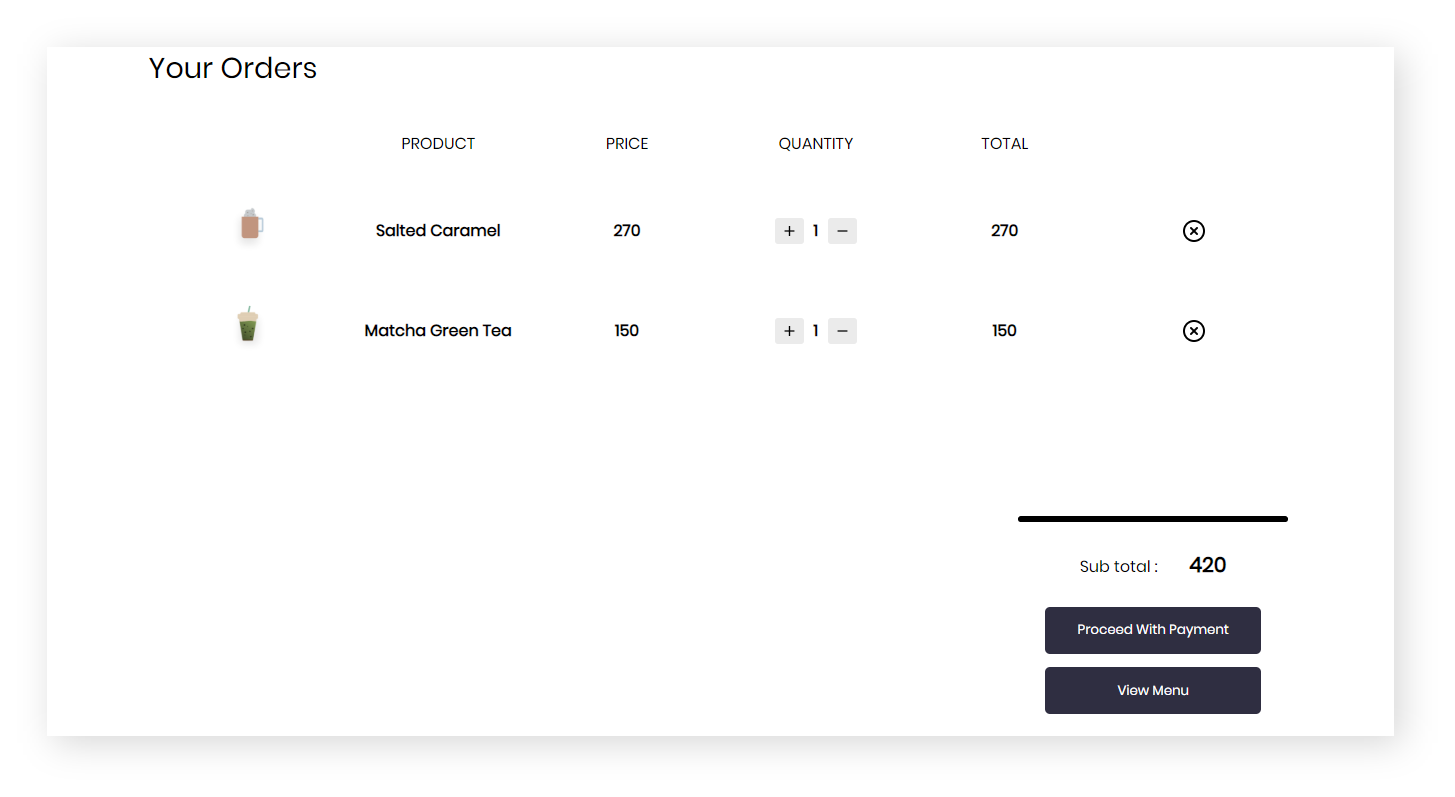 Your Orders
PRODUCT PRICE QUANTITY TOTAL
Salted Caramel 270 + 1 − 270
Matcha Green Tea 150 + 1 − 150
Sub total : 420
Proceed With Payment
View Menu